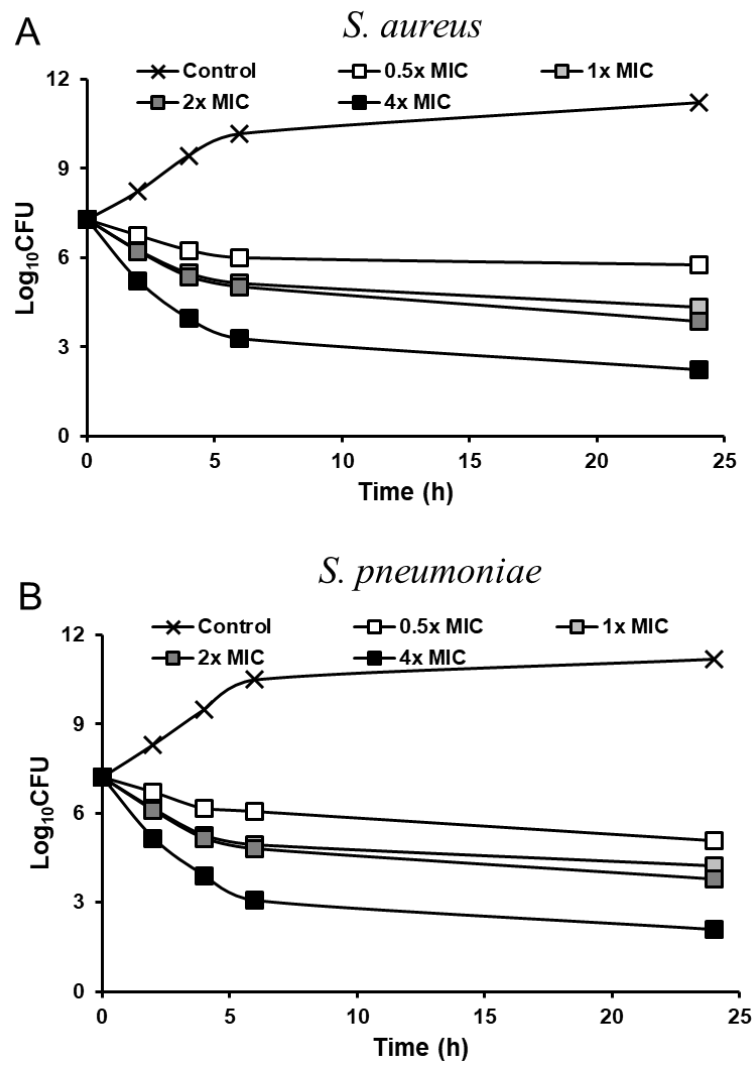 A
S. aureus
Control 0.5x MIC 1x MIC
2x MIC 4x MIC
12
9
6
3
0
Log₁₀CFU
0 5 10 15 20 25
Time (h)
B
S. pneumoniae
Control 0.5x MIC 1x MIC
2x MIC 4x MIC
12
9
6
3
0
Log₁₀CFU
0 5 10 15 20 25
Time (h)